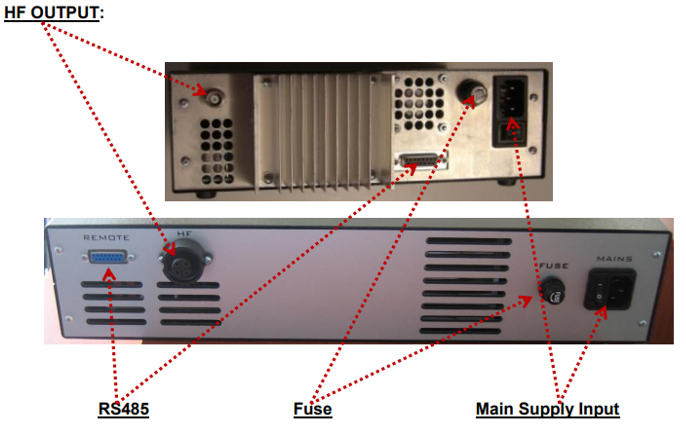 HF OUTPUT:
REMOTE
HF
FUSE
MAINS
RS485
Fuse
Main Supply Input